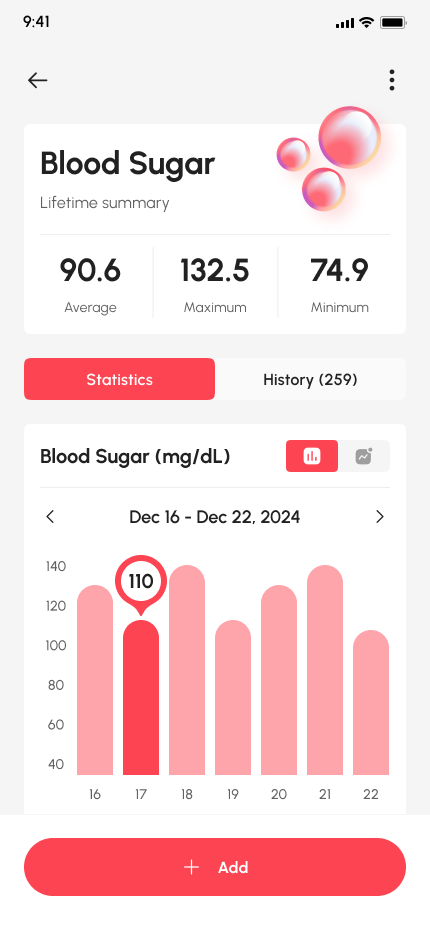 9:41
Blood Sugar
Lifetime summary
90.6 132.5 74.9
Average Maximum Minimum
Statistics History (259)
Blood Sugar (mg/dL)
Dec 16 - Dec 22, 2024
140
110
120
100
80
60
40
16 17 18 19 20 21 22
Add